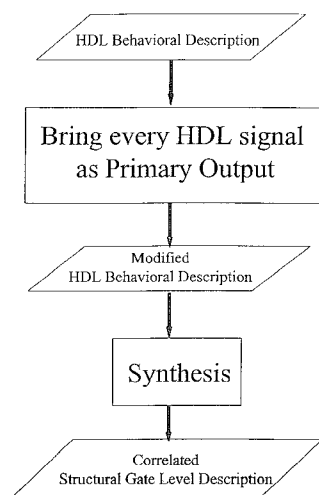 HDL Behavioral Description
Bring every HDL signal
as Primary Output
Modified
HDL Behavioral Description
Synthesis
Correlated
Structural Gate Level Description